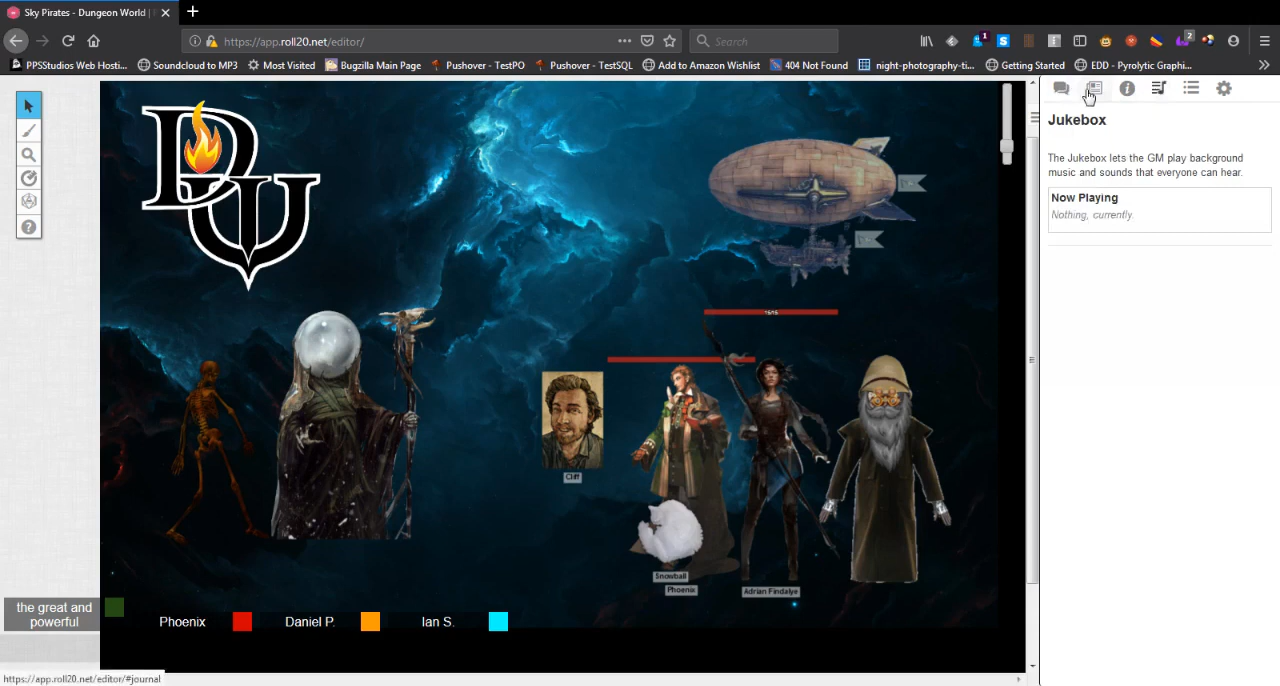 Sky Pirates - Dungeon World |
https://app.roll20.net/editor/
Search
1
2
PPSStudios Web Hosti...
Soundcloud to MP3
Most Visited
Bugzilla Main Page
Pushover - TestPO
Pushover - TestSQL
Add to Amazon Wishlist
404 Not Found
night-photography-ti...
Getting Started
EDD - Pyrolytic Graphi...
DU
Jukebox
The Jukebox lets the GM play background
music and sounds that everyone can hear.
Now Playing
Nothing, currently.
Cliff
Snowball
Phoenix
Adrian Findalye
the great and
powerful
Phoenix
Daniel P.
Ian S.
https://app.roll20.net/editor/#journal